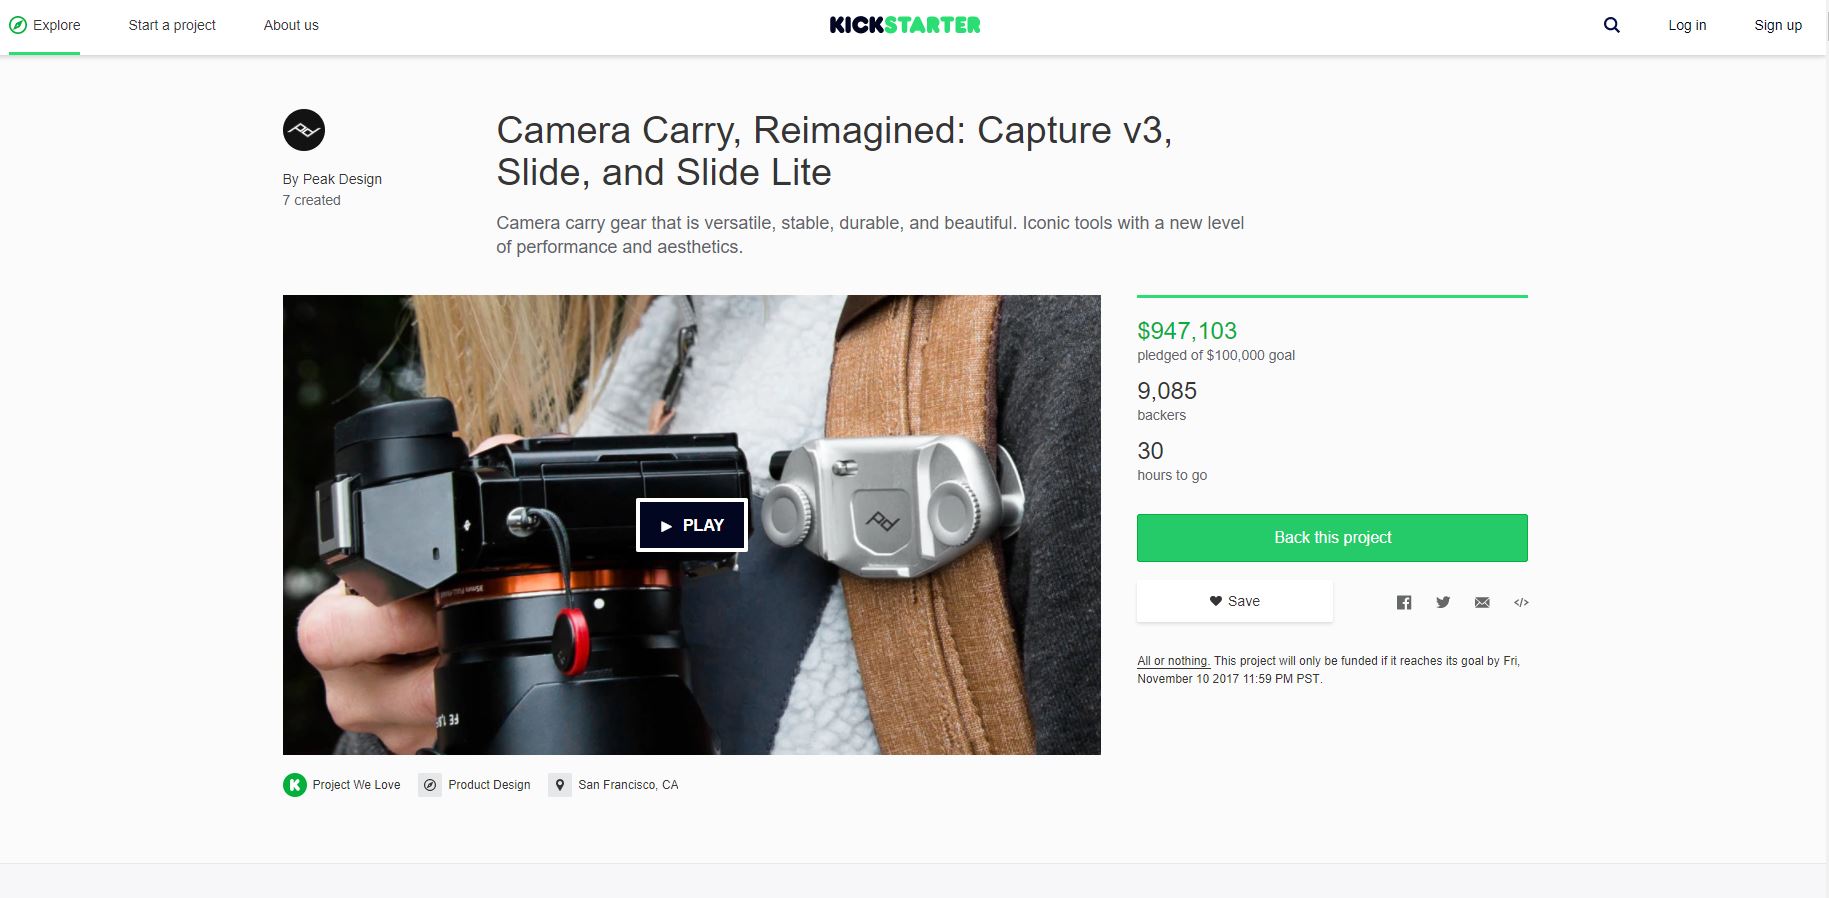 Explore
Start a project
About us
KICKSTARTER
Log in
Sign up
By Peak Design
7 created
Camera Carry, Reimagined: Capture v3,
Slide, and Slide Lite
Camera carry gear that is versatile, stable, durable, and beautiful. Iconic tools with a new level
of performance and aesthetics.
PLAY
FE 1,8
$947,103
pledged of $100,000 goal
9,085
backers
30
hours to go
Back this project
Save
All or nothing. This project will only be funded if it reaches its goal by Fri,
November 10 2017 11:59 PM PST.
Project We Love
Product Design
San Francisco, CA